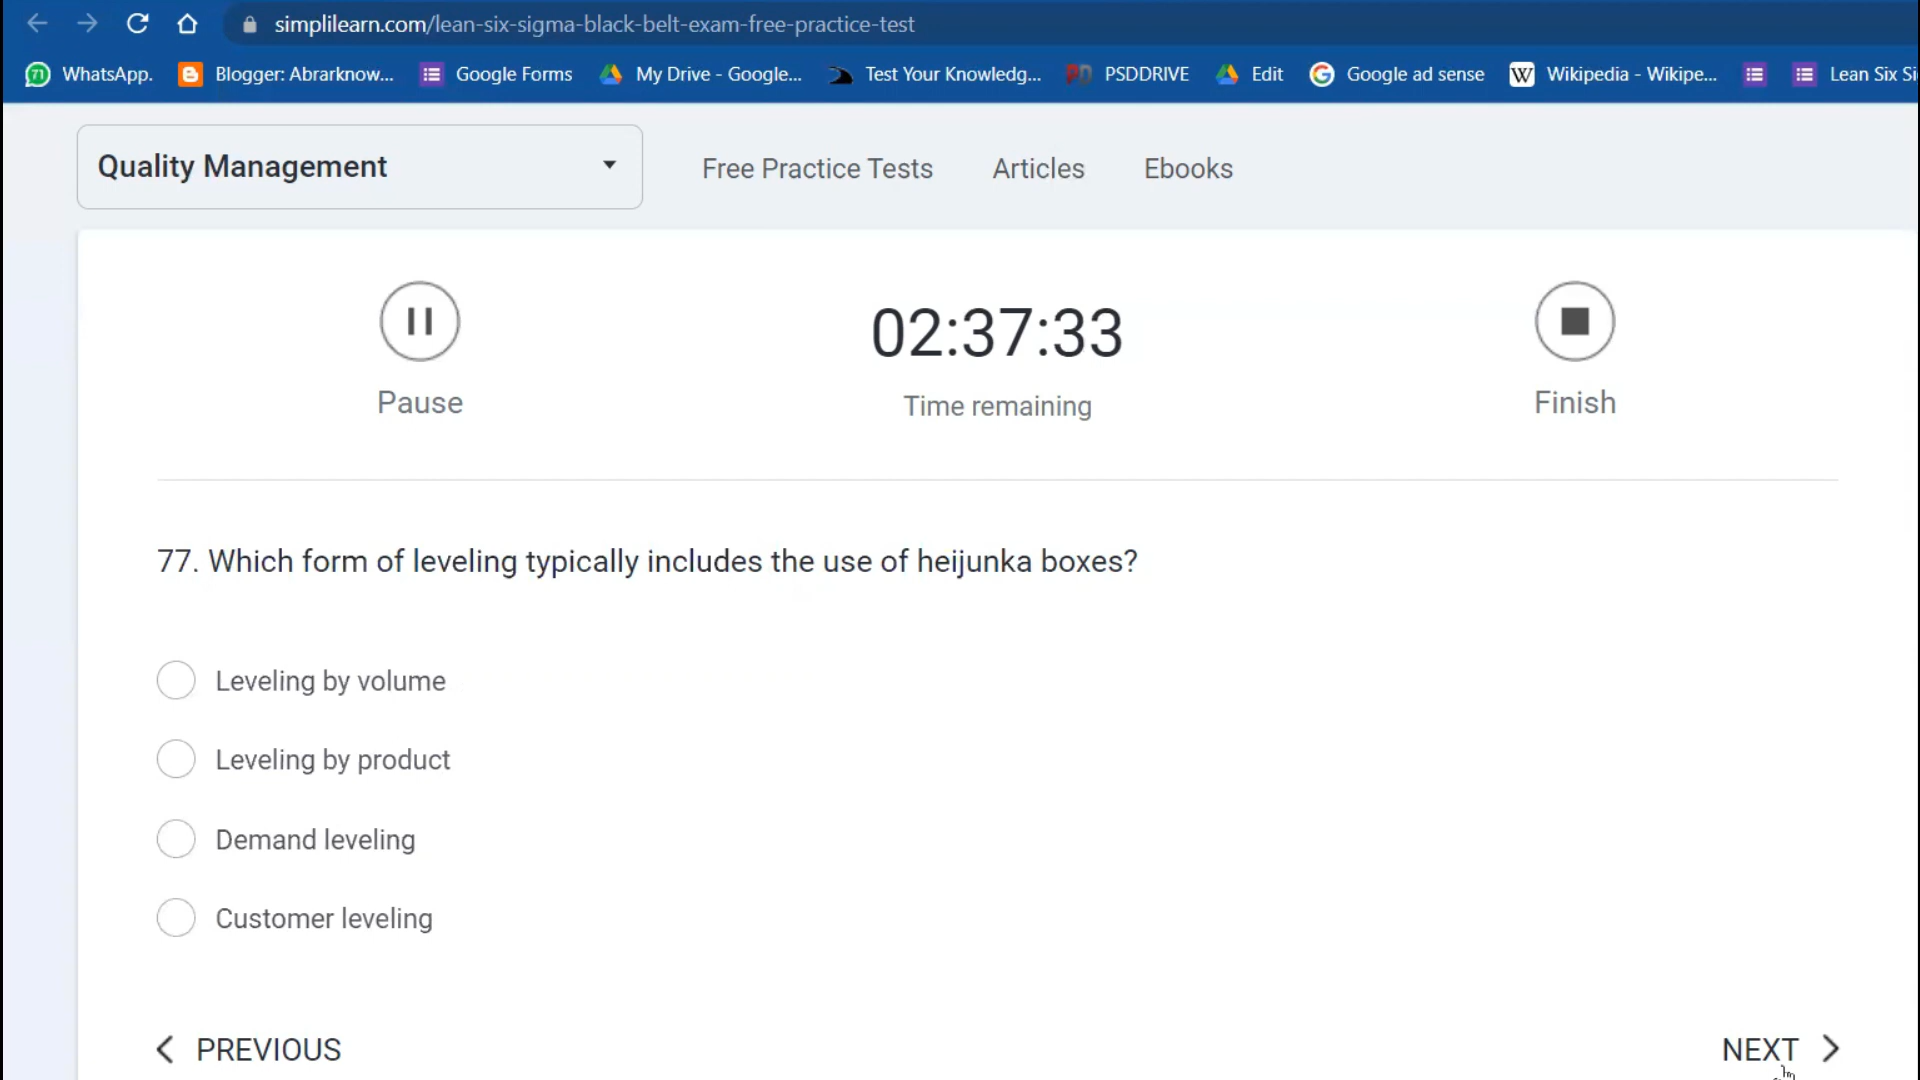 simplilearn.com/lean-six-sigma-black-belt-exam-free-practice-test
71 WhatsApp. Blogger: Abrarknow... Google Forms My Drive - Google... Test Your Knowledg... PD PSDDRIVE Edit G Google ad sense W Wikipedia - Wikipe... Lean Six Si
Quality Management Free Practice Tests Articles Ebooks
02:37:33
Pause Time remaining Finish
77. Which form of leveling typically includes the use of heijunka boxes?
Leveling by volume
Leveling by product
Demand leveling
Customer leveling
PREVIOUS NEXT